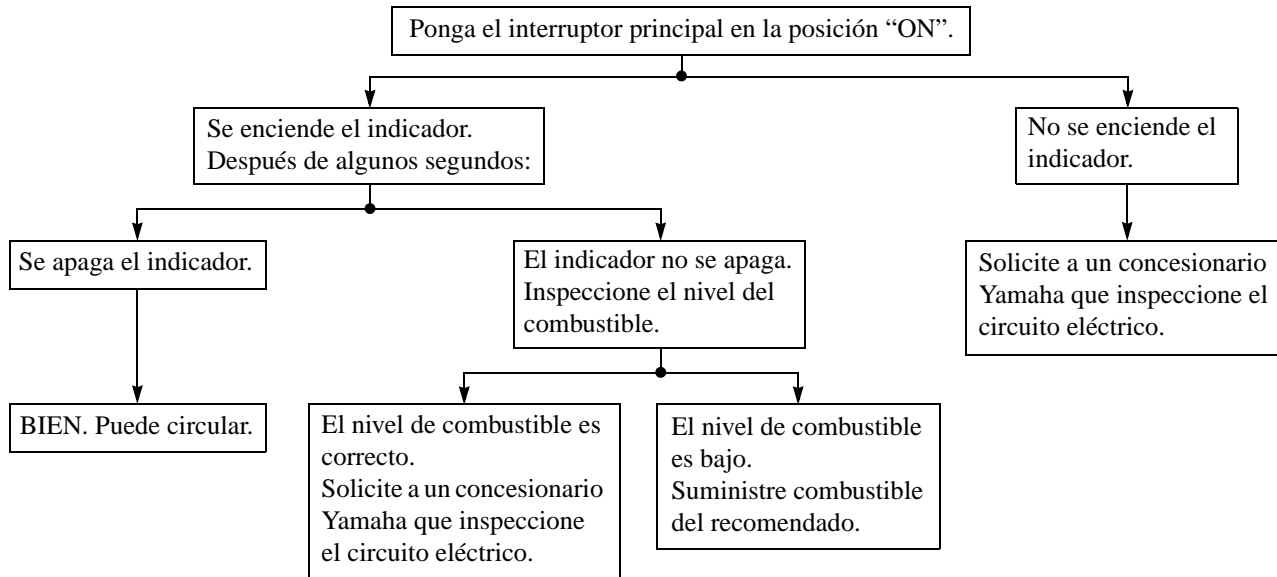 Ponga el interruptor principal en la posición “ON”.
Se enciende el indicador.
Después de algunos segundos:
No se enciende el
indicador.
Se apaga el indicador.
El indicador no se apaga.
Inspeccione el nivel del
combustible.
Solicite a un concesionario
Yamaha que inspeccione el
circuito eléctrico.
BIEN. Puede circular.
El nivel de combustible es
correcto.
Solicite a un concesionario
Yamaha que inspeccione
el circuito eléctrico.
El nivel de combustible
es bajo.
Suministre combustible
del recomendado.